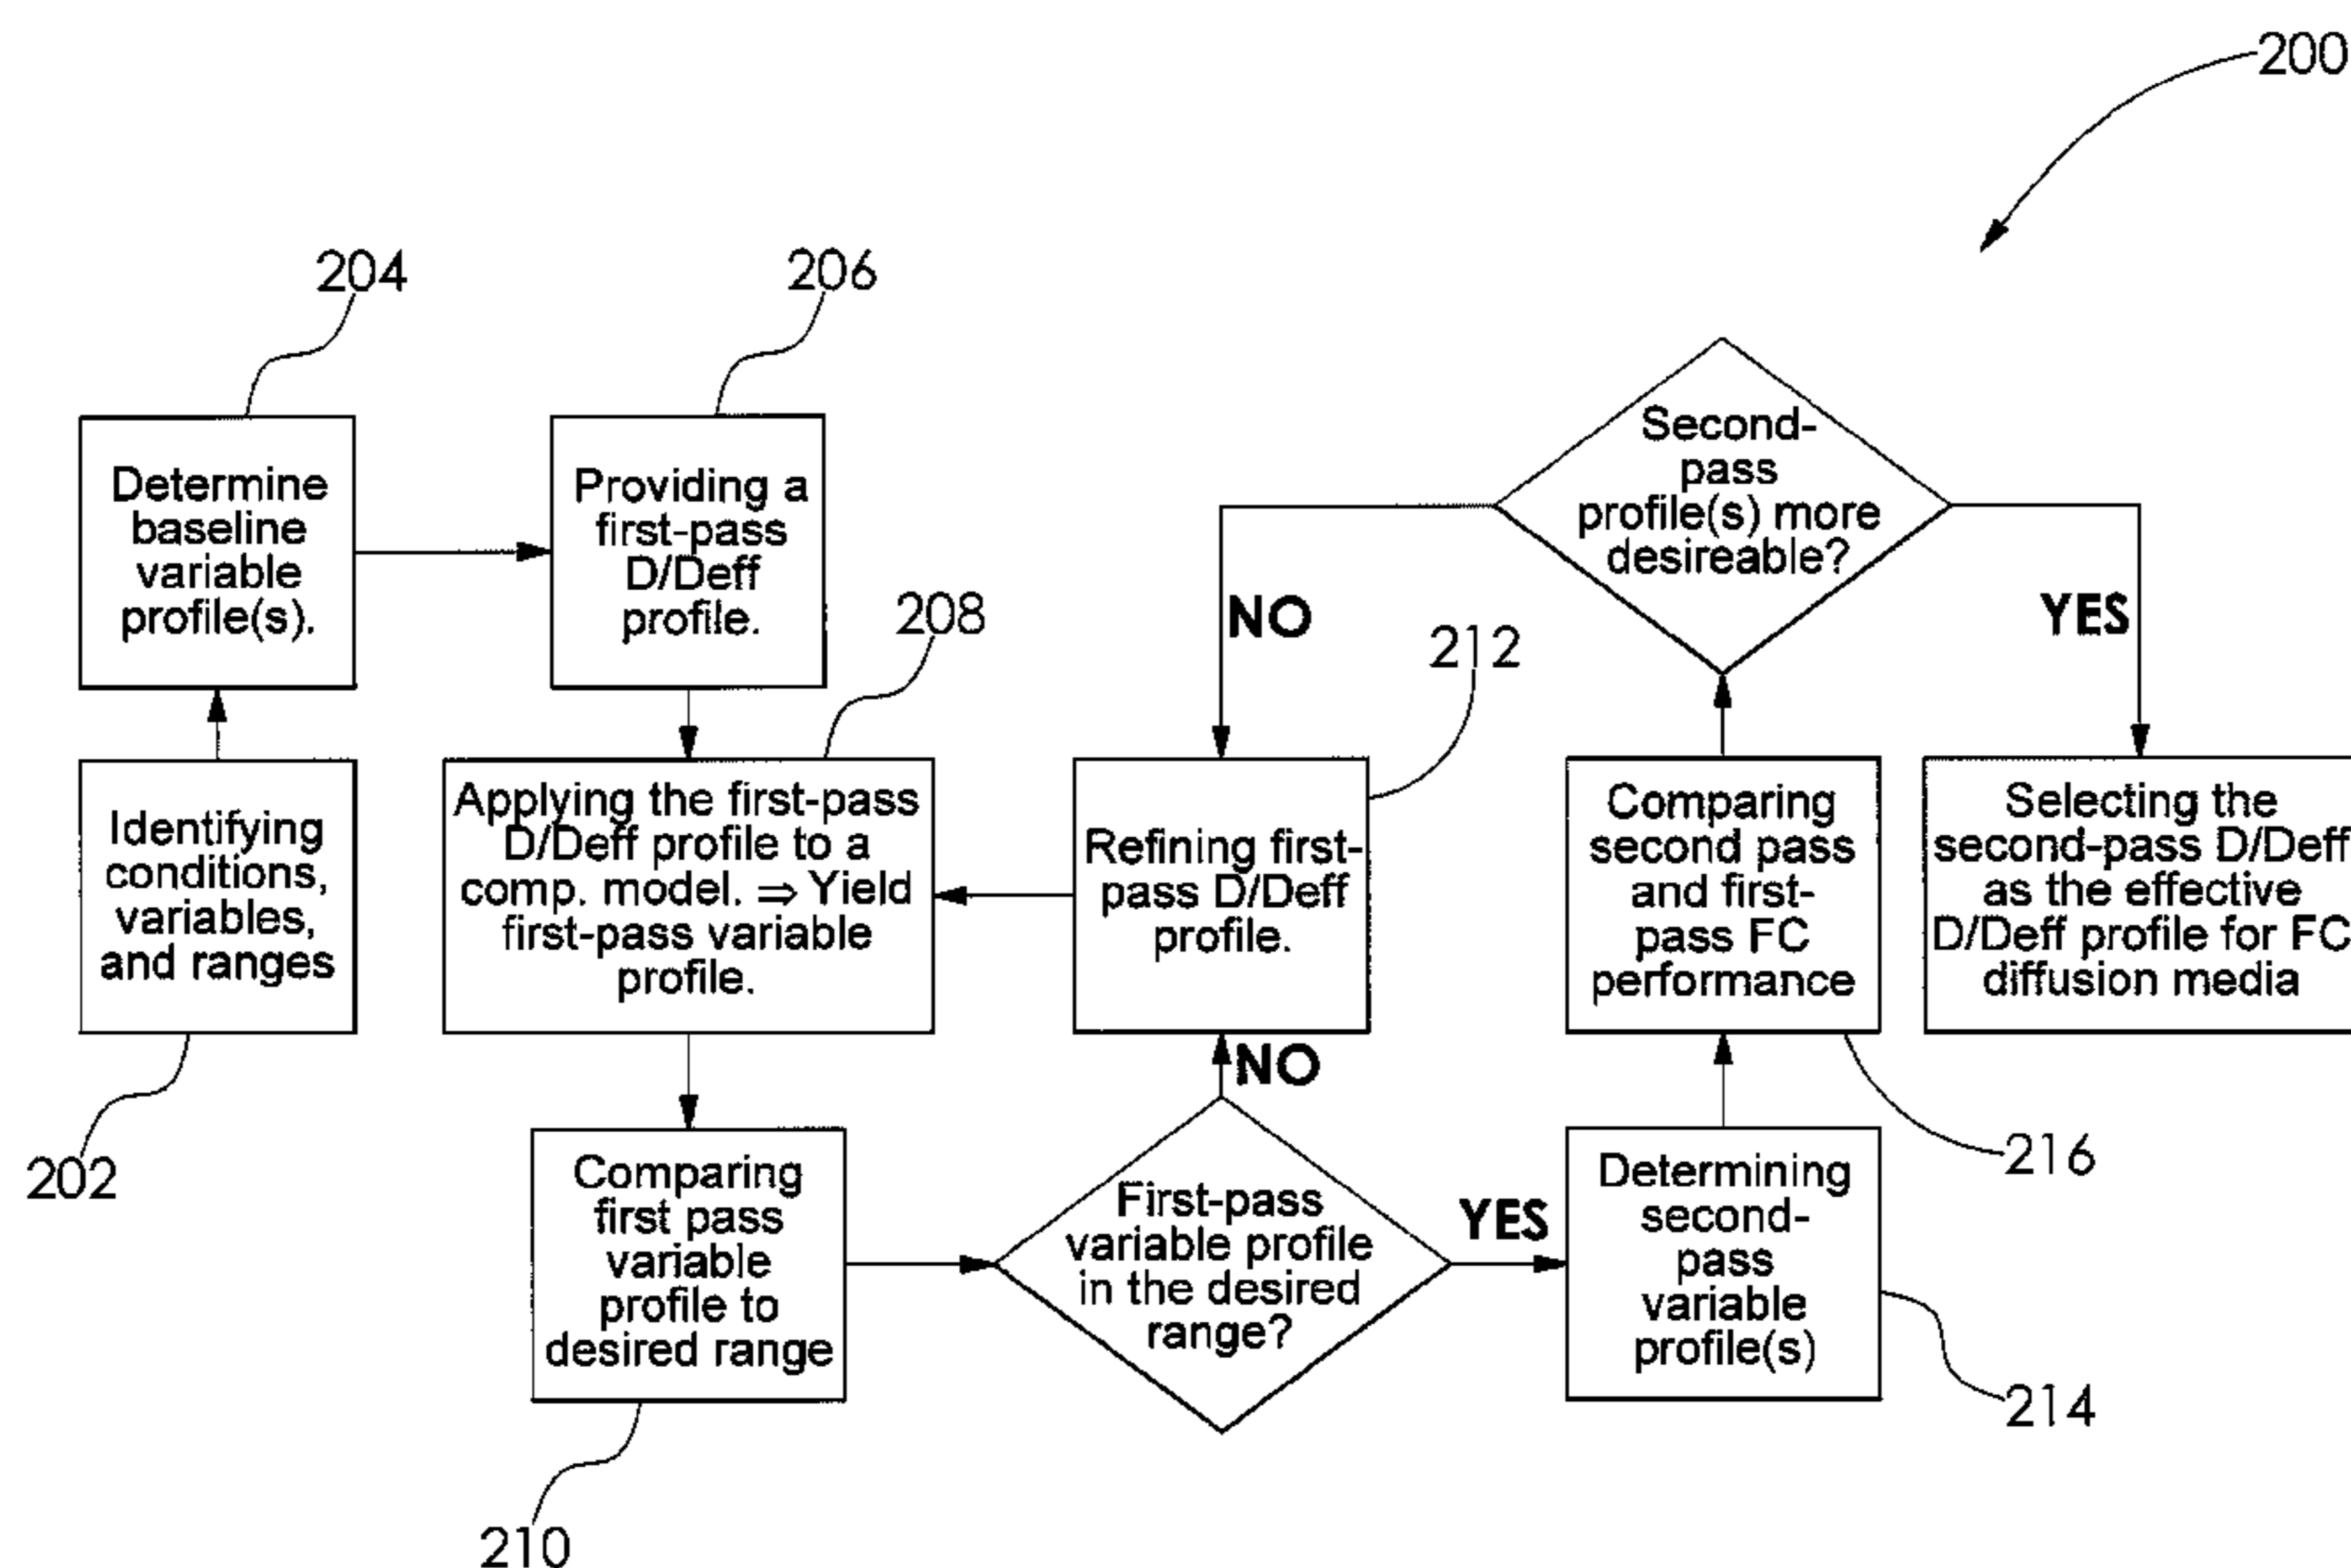 200
204
206
Determine
baseline
variable
profile(s).
Providing a
first-pass
D/Deff
profile.
208
Second-
pass
profile(s) more
desireable?
NO
YES
212
Identifying
conditions,
variables,
and ranges
Applying the first-pass
D/Deff profile to a
comp. model. ⇒ Yield
first-pass variable
profile.
Refining first-
pass D/Deff
profile.
Comparing
second pass
and first-
pass FC
performance
Selecting the
second-pass D/Deff
as the effective
D/Deff profile for FC
diffusion media
NO
202
Comparing
first pass
variable
profile to
desired range
First-pass
variable profile
in the desired
range?
YES
Determining
second-
pass
variable
profile(s)
216
214
210